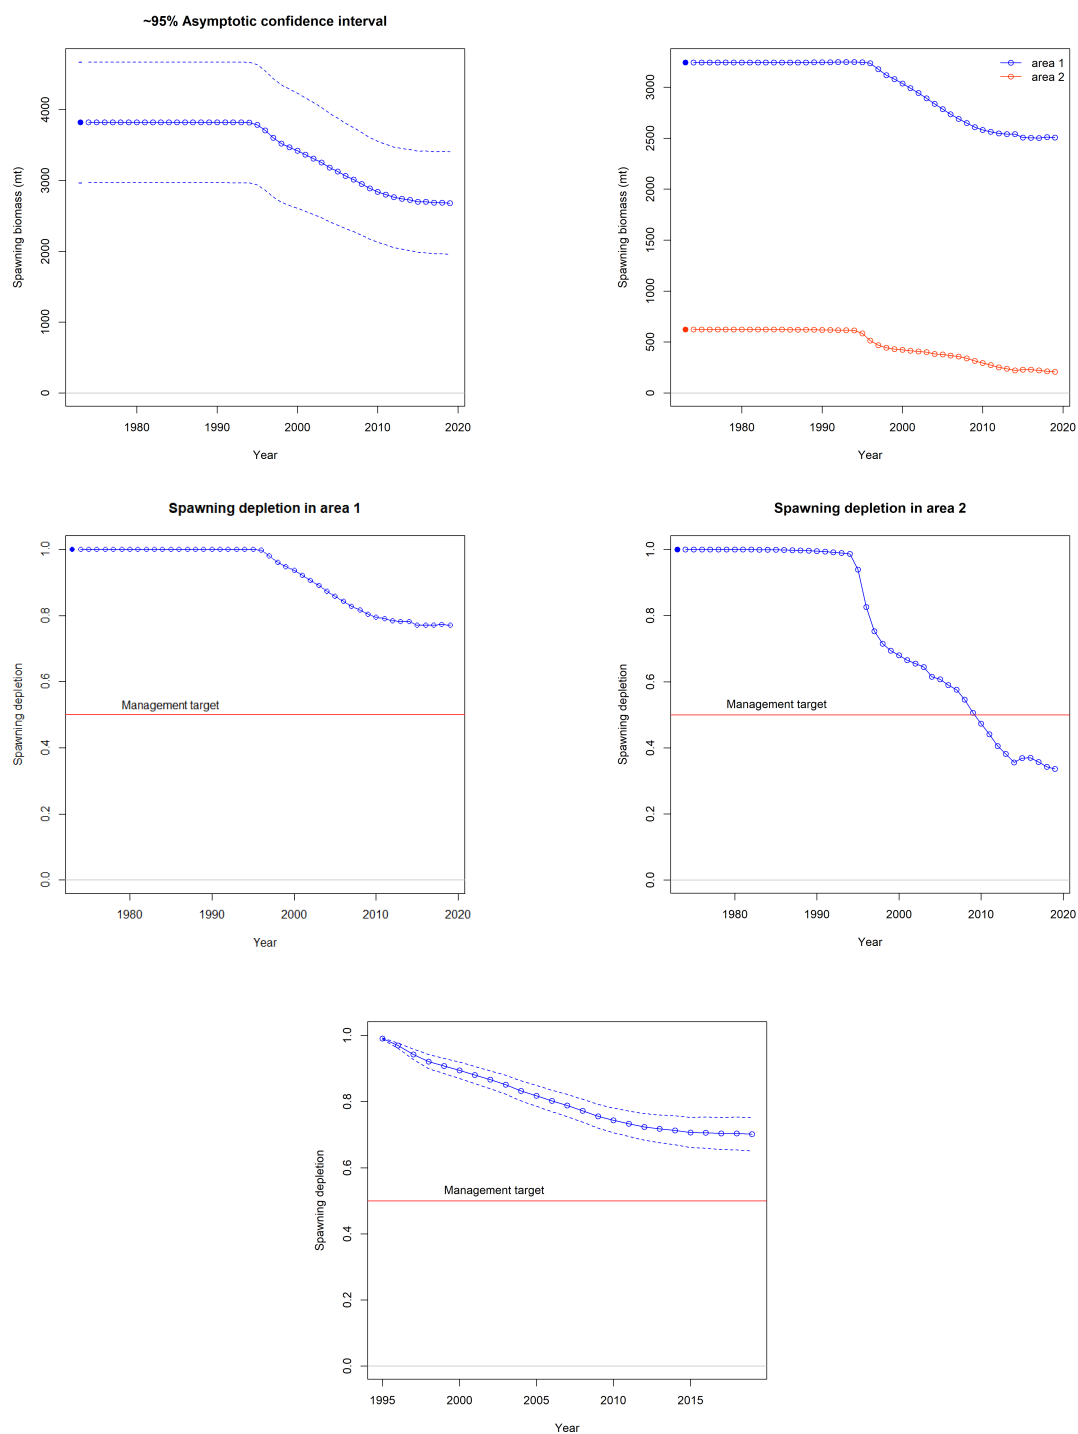 ~95% Asymptotic confidence interval
Spawning biomass (mt)
4000
3000
2000
1000
0
1980 1990 2000 2010 2020
Year
area 1
area 2
Spawning biomass (mt)
3000
2500
2000
1500
1000
500
0
1980 1990 2000 2010 2020
Year
Spawning depletion in area 1
Spawning depletion
1.0
0.8
0.6
Management target
0.4
0.2
0.0
1980 1990 2000 2010 2020
Year
Spawning depletion in area 2
Spawning depletion
1.0
0.8
0.6
Management target
0.4
0.2
0.0
1980 1990 2000 2010 2020
Year
Spawning depletion
1.0
0.8
0.6
Management target
0.4
0.2
0.0
1995 2000 2005 2010 2015
Year